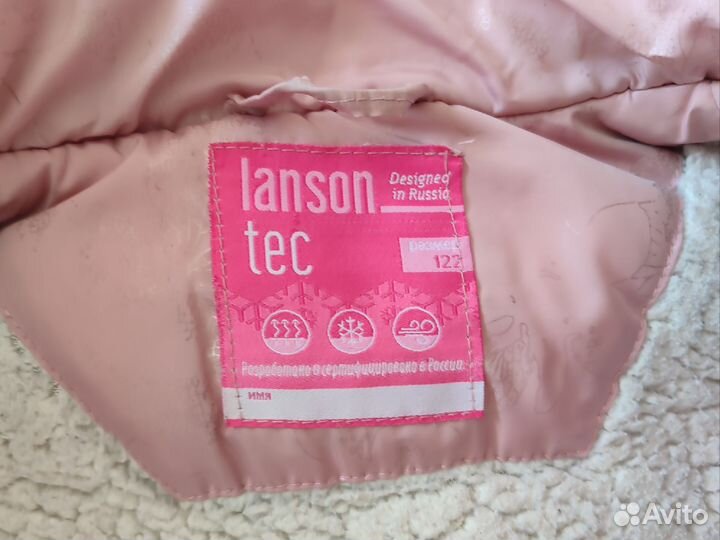 lanson
tec
Designed
in Russia
размер
122
Разработано и сертифицировано в России.
имя
Avito